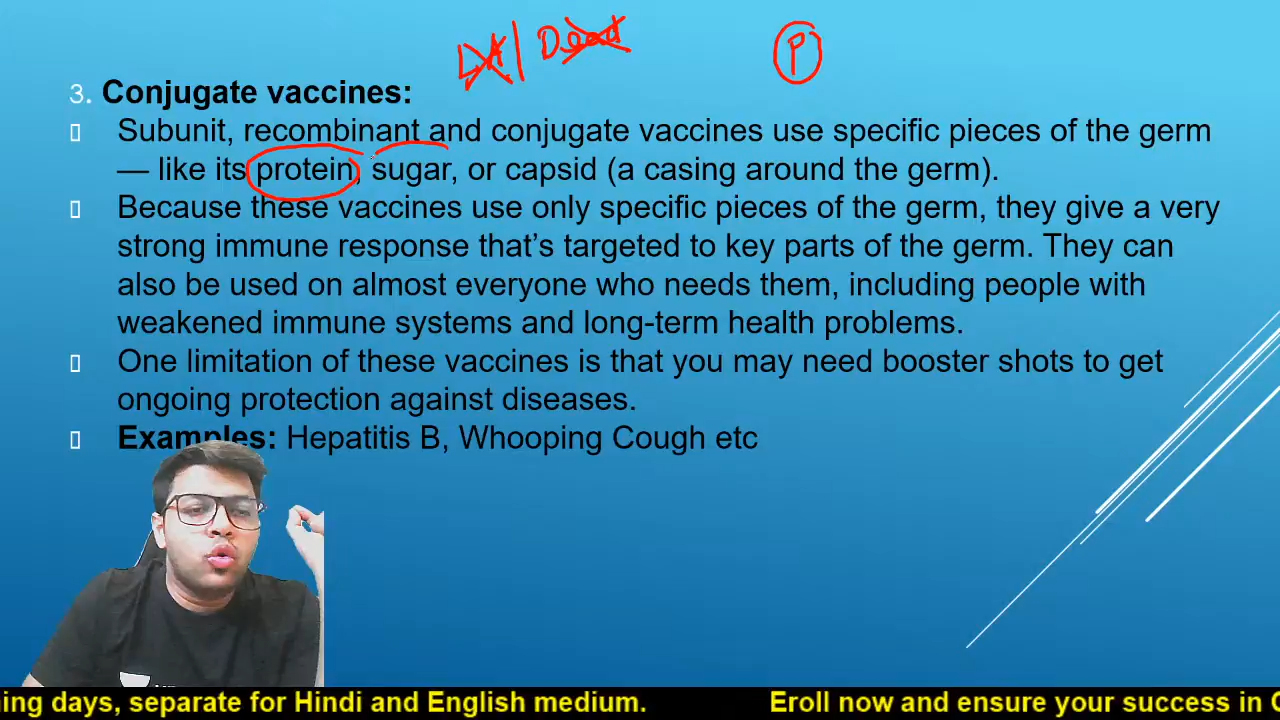 LA / Dead
P
3. Conjugate vaccines:
Subunit, recombinant and conjugate vaccines use specific pieces of the germ
— like its protein, sugar, or capsid (a casing around the germ).
Because these vaccines use only specific pieces of the germ, they give a very
strong immune response that’s targeted to key parts of the germ. They can
also be used on almost everyone who needs them, including people with
weakened immune systems and long-term health problems.
One limitation of these vaccines is that you may need booster shots to get
ongoing protection against diseases.
Examples: Hepatitis B, Whooping Cough etc
ning days, separate for Hindi and English medium. Eroll now and ensure your success in